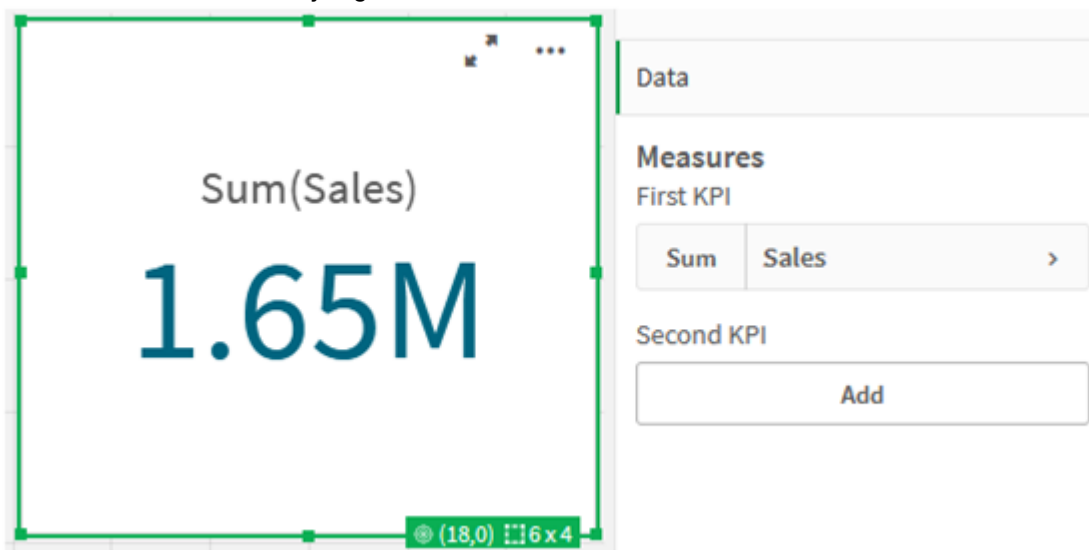 Data
Measures
First KPI
Sum(Sales)
Sum Sales
1.65M
Second KPI
Add
(18,0) 6 x 4